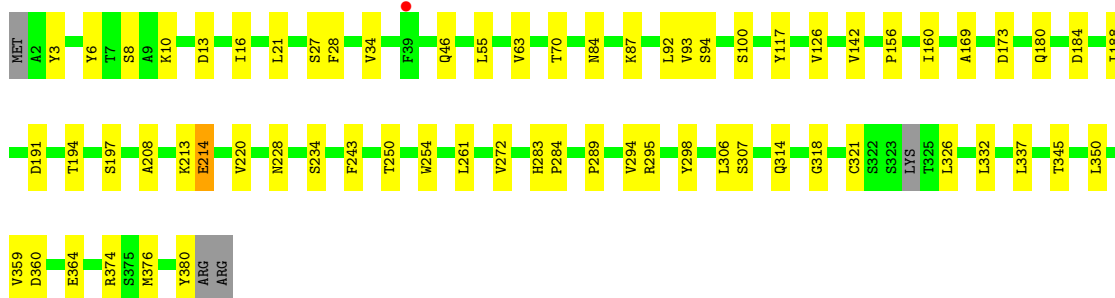 MET A2 Y3 Y6 T7 S8 A9 K10 D13 I16 L21 S27 F28 V34 F39 Q46 L55 V63 T70 N84 K87 L92 V93 S94 S100 Y117 V126 V142 P156 I160 A169 D173 Q180 D184 I188
D191 T194 S197 A208 K213 E214 V220 N228 S234 F243 T250 W254 L261 V272 H283 P284 P289 V294 R295 Y298 L306 S307 Q314 G318 C321 S322 S323 LYS T325 L326 L332 L337 T345 L350
V359 D360 E364 R374 S375 M376 Y380 ARG ARG